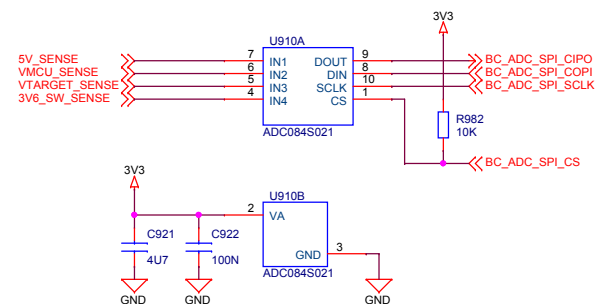 3V3
U910A
5V_SENSE 7 IN1 DOUT 9 BC_ADC_SPI_CIPO
VMCU_SENSE 6 IN2 DIN 8 BC_ADC_SPI_COPI
VTARGET_SENSE 5 IN3 SCLK 10 BC_ADC_SPI_SCLK
3V6_SW_SENSE 4 IN4 CS 1
ADC084S021
R982
10K
BC_ADC_SPI_CS
3V3
U910B
2 VA
C921 C922
4U7 100N
GND 3
ADC084S021
GND GND GND